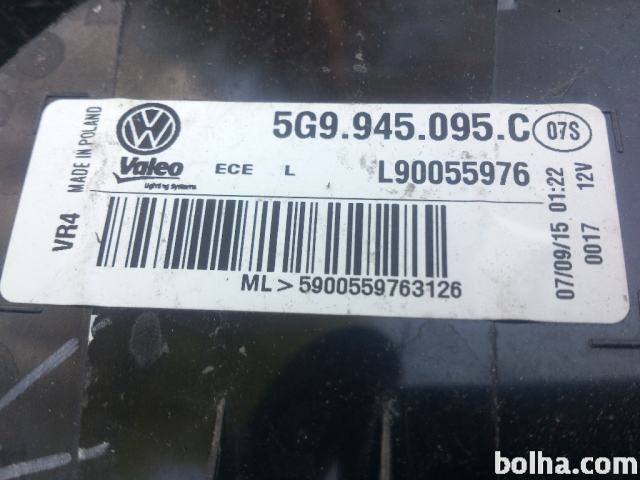 5G9.945.095.C 07S
VW
Valeo
Lighting Systems
ECE L L90055976
ML>5900559763126
VR4 MADE IN POLAND
07/09/15 01:22
0017 12V
bolha.com